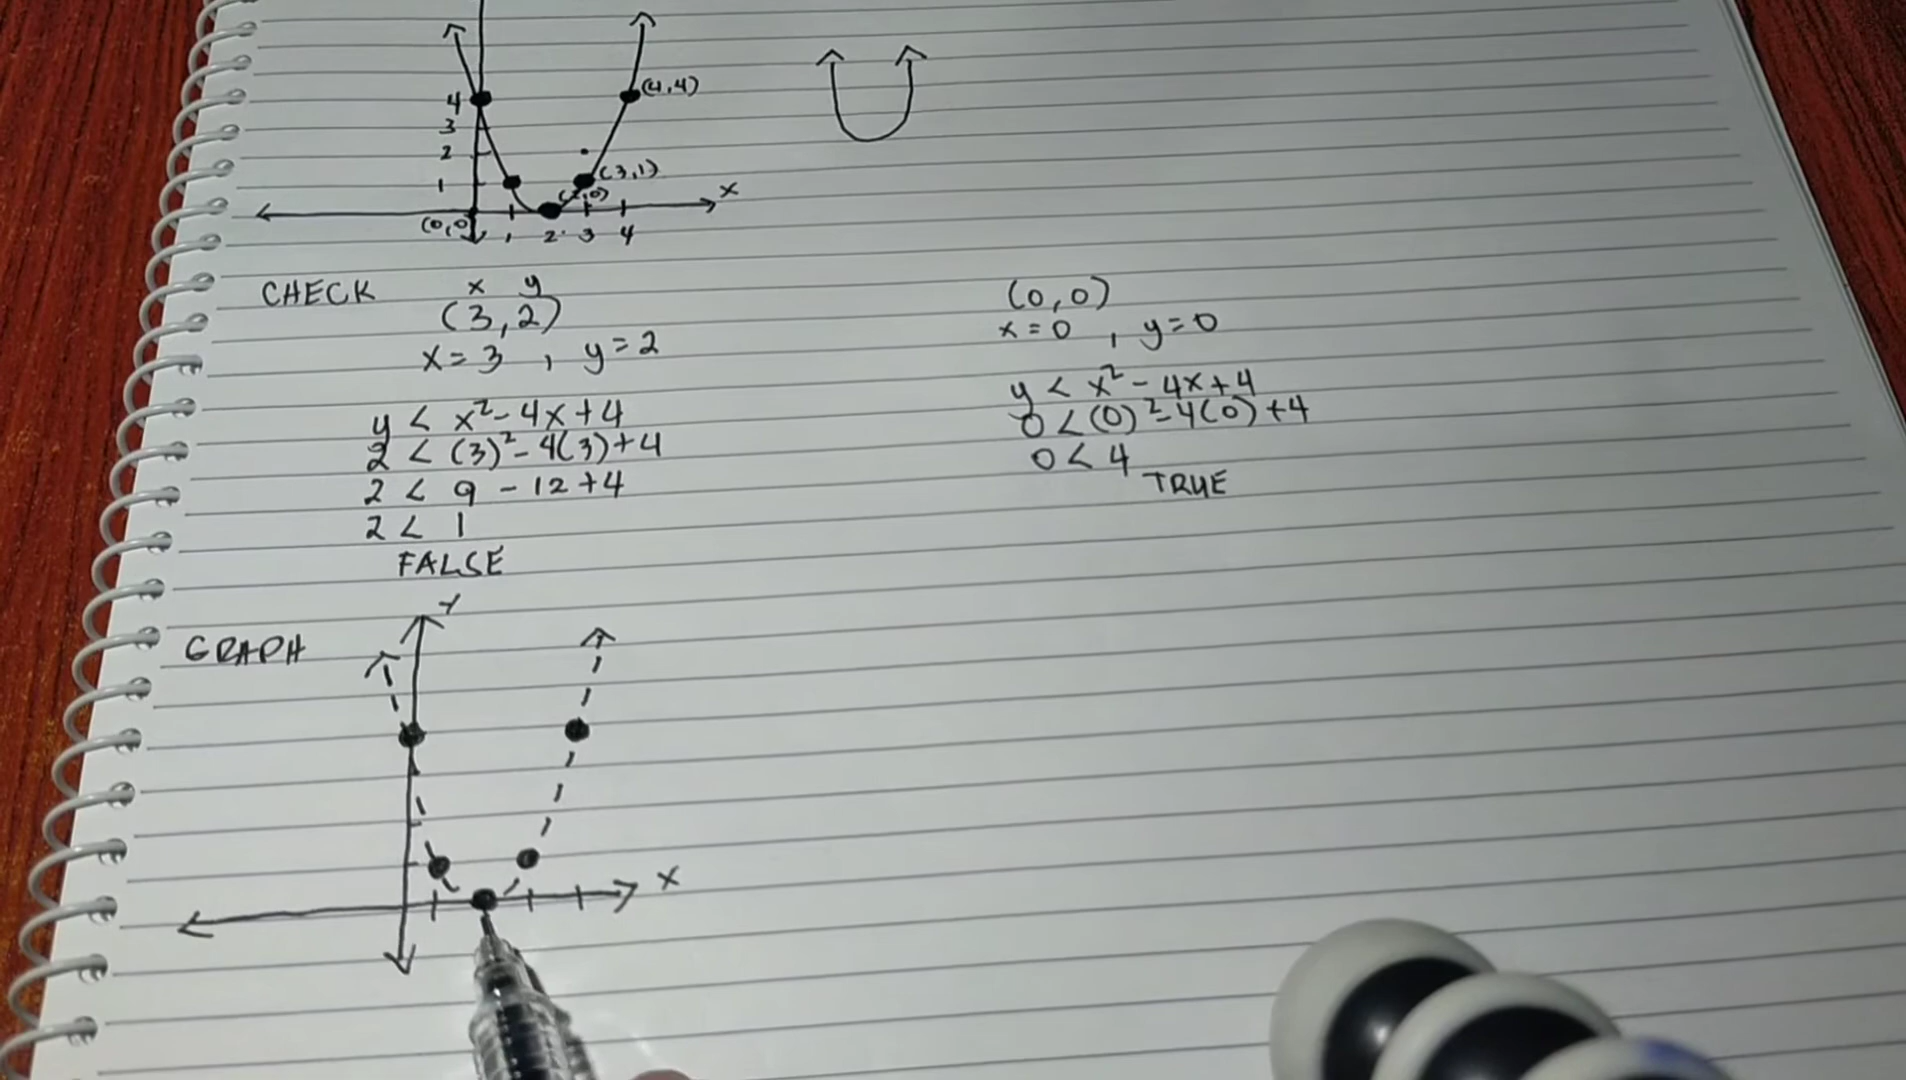 4 (4,4)
3
2
1 (3,1)
(2,0) x
(0,0) 1 2 3 4
CHECK x y
(3,2)
x = 3 , y = 2
y < x² - 4x + 4
2 < (3)² - 4(3) + 4
2 < 9 - 12 + 4
2 < 1
FALSE
(0,0)
x = 0 , y = 0
y < x² - 4x + 4
0 < (0)² - 4(0) + 4
0 < 4
TRUE
GRAPH
Y
X